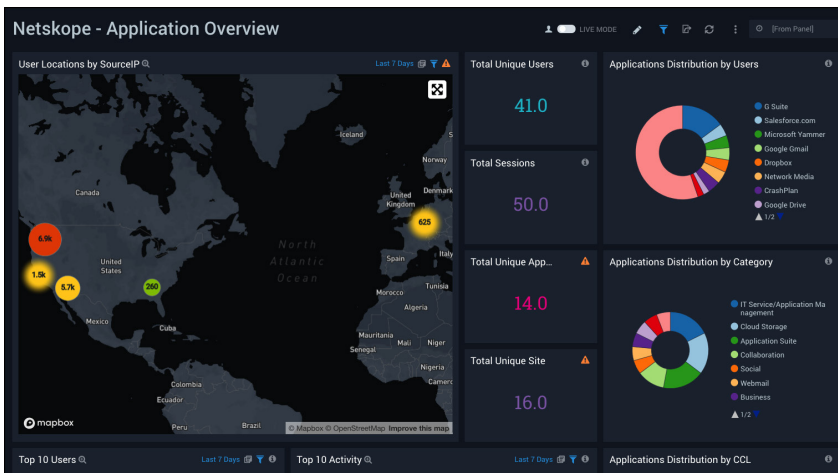 Netskope - Application Overview
LIVE MODE
[From Panel]
User Locations by SourceIP
Last 7 Days
Iceland
Norway
Canada
United Kingdom
Denmark
625
6.9k
1.5k
5.7k
260
United States
North Atlantic Ocean
Spain
Italy
Tunisia
Morocco
Algeria
Mexico
Cuba
Mauritania
Mali
Niger
Senegal
Nigeria
Colombia
Ecuador
Peru
Brazil
mapbox
© Mapbox © OpenStreetMap Improve this map
Total Unique Users
41.0
Total Sessions
50.0
Total Unique App...
14.0
Total Unique Site
16.0
Applications Distribution by Users
G Suite
Salesforce.com
Microsoft Yammer
Google Gmail
Dropbox
Network Media
CrashPlan
Google Drive
1/2
Applications Distribution by Category
IT Service/Application Ma
nagement
Cloud Storage
Application Suite
Collaboration
Social
Webmail
Business
1/2
Top 10 Users
Last 7 Days
Top 10 Activity
Last 7 Days
Applications Distribution by CCL